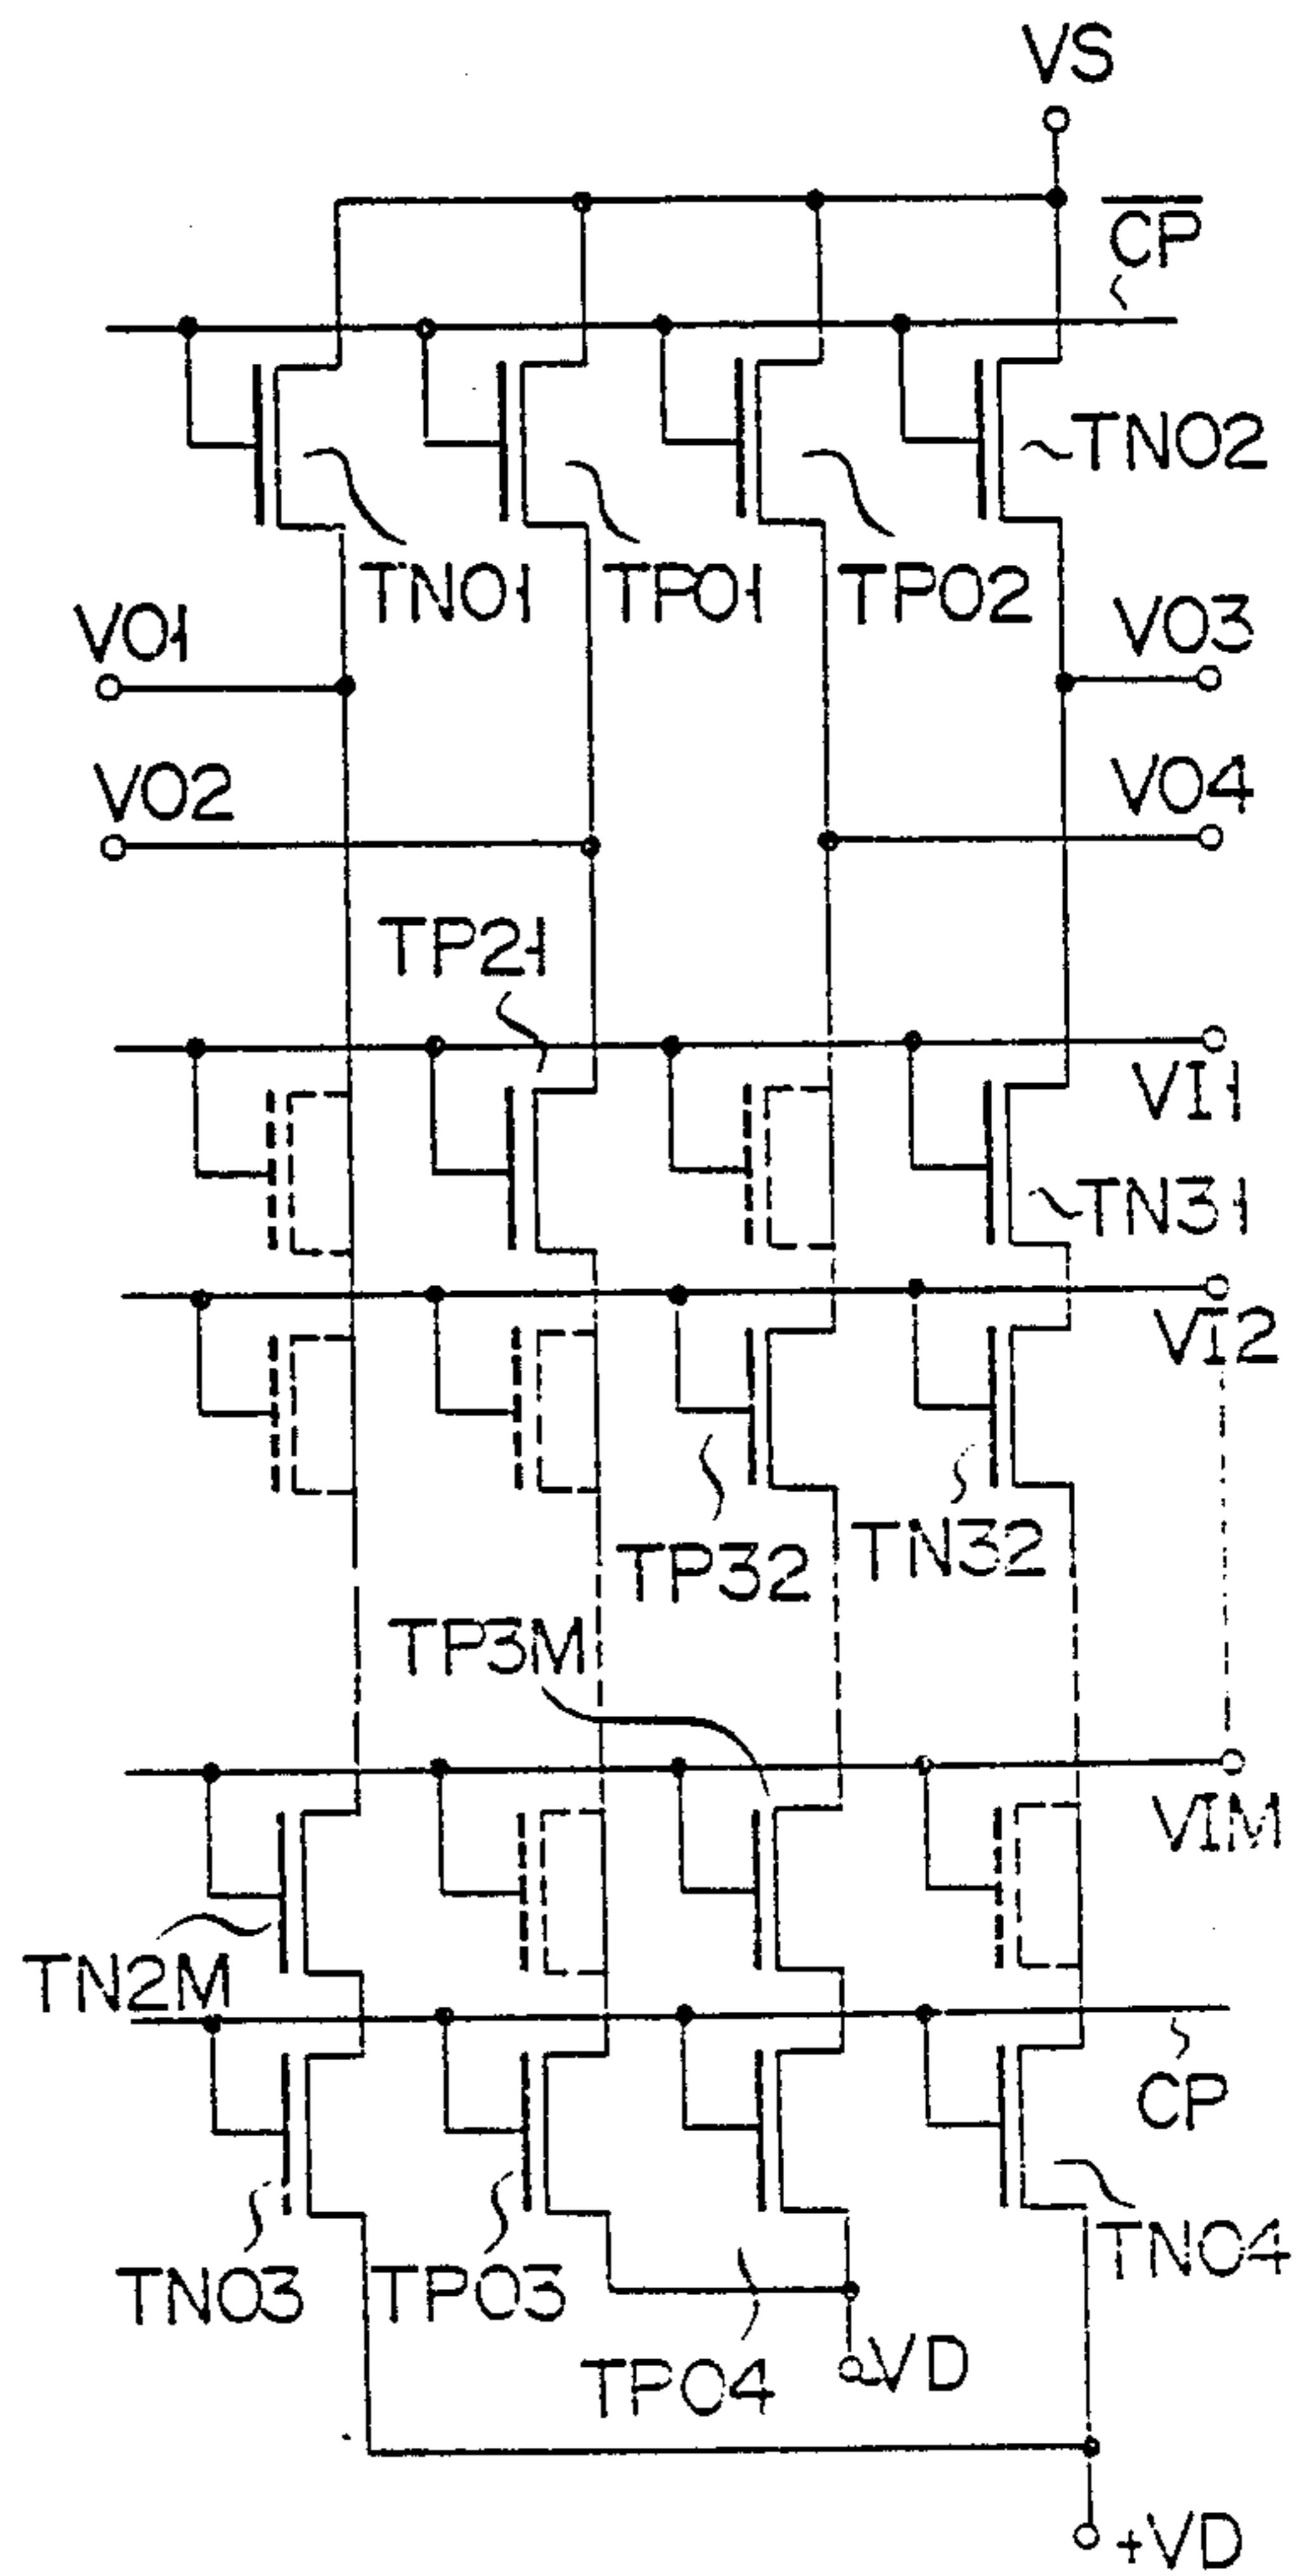 VS
CP
TN02
TN01
TP01
TP02
V01
V03
V02
V04
TP21
VI1
TN31
VI2
TP32
TN32
TP3M
VIM
TN2M
CP
TN03
TP03
TN04
TP04
-VD
+VD